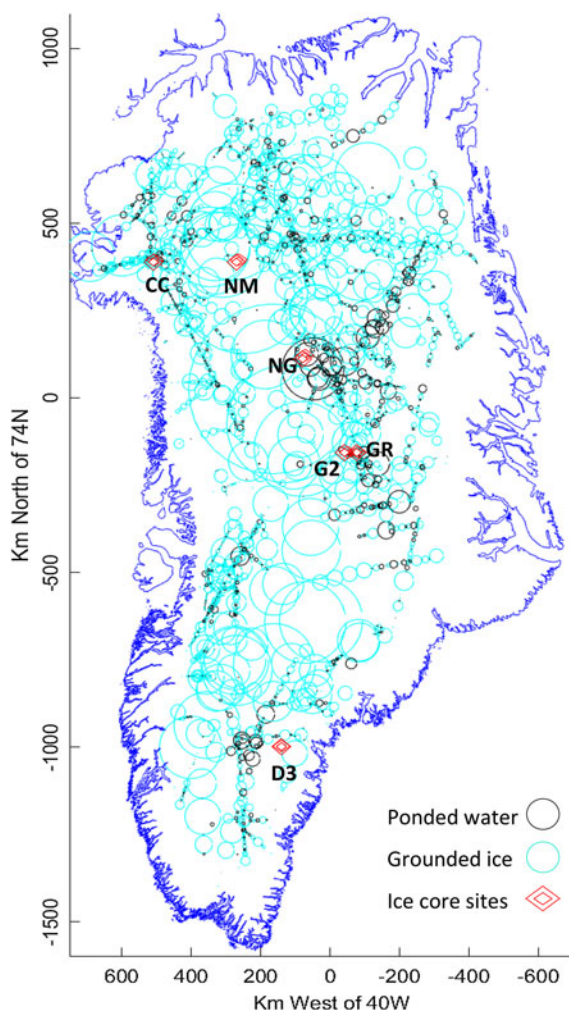 1000
500
CC
NM
NG
0
G2
GR
-500
-1000
D3
Ponded water
Grounded ice
Ice core sites
-1500
600 400 200 0 -200 -400 -600
Km West of 40W
Km North of 74N